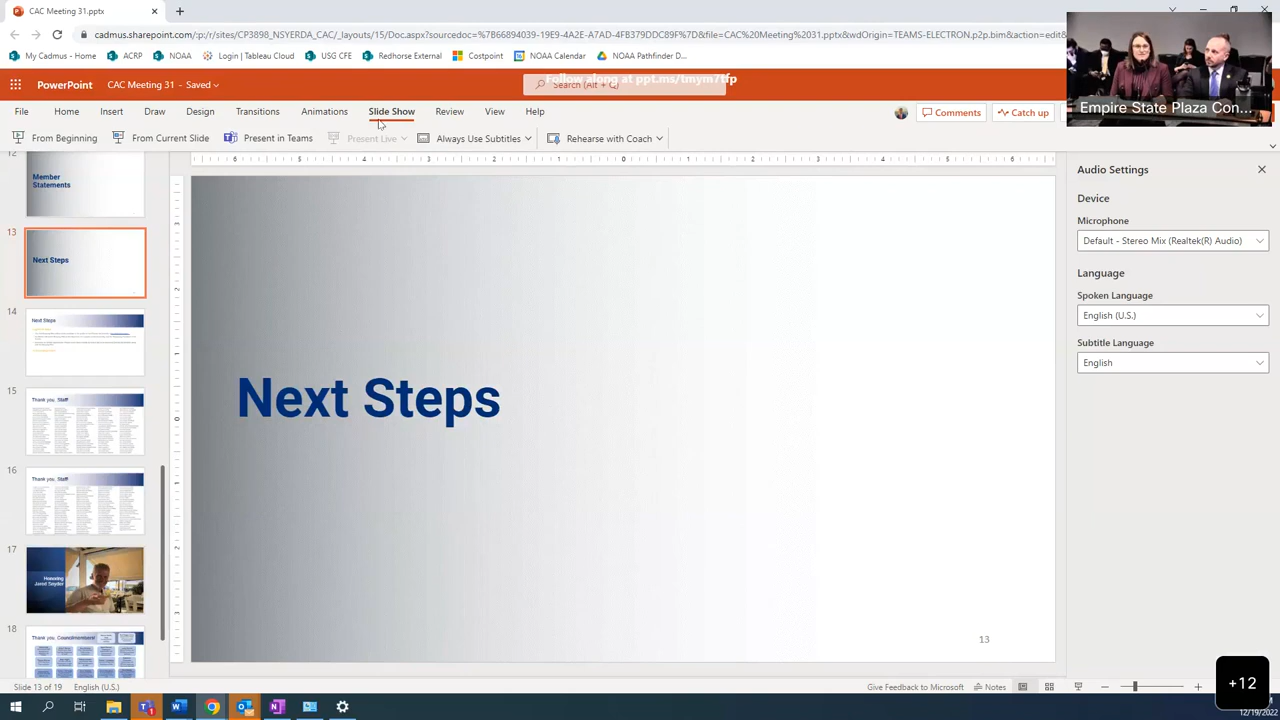 CAC Meeting 31.pptx
cadmus.sharepoint.com/:p:/r/sites/CP3898_NSYERDA_CAC/_layouts/15/Doc.aspx?sourcedoc=%7B66894039-19E9-4A2E-A7AD-4FB379DDC89F%7D&file=CAC%20Meeting%2031.pptx&wdOrigin=TEAMS-ELECTRON.p2p.bim&action=edit&
My Cadmus - Home ACRP NOAA Login | Tableau Cloud USG CFE Redhorse External Costpoint NOAA Calendar NOAA Pathfinder D...
PowerPoint CAC Meeting 31 - Saved
Search (Alt + Q)
Follow along at ppt.ms/tmym7tfp
File Home Insert Draw Design Transitions Animations Slide Show Review View Help
Comments Catch up
Empire State Plaza Con...
From Beginning From Current Slide Present in Teams Present Live Always Use Subtitles Rehearse with Coach
12
Member
Statements
13
Next Steps
14
Next Steps
15
Thank you, Staff!
16
Thank you, Staff!
17
Honoring
Janet Snyder
18
Thank you, Councilmembers!
Next Steps
13
Audio Settings
Device
Microphone
Default - Stereo Mix (Realtek(R) Audio)
Language
Spoken Language
English (U.S.)
Subtitle Language
English
Slide 13 of 19 English (U.S.)
Give Feedback to Microsoft Notes
+12
12/19/2022